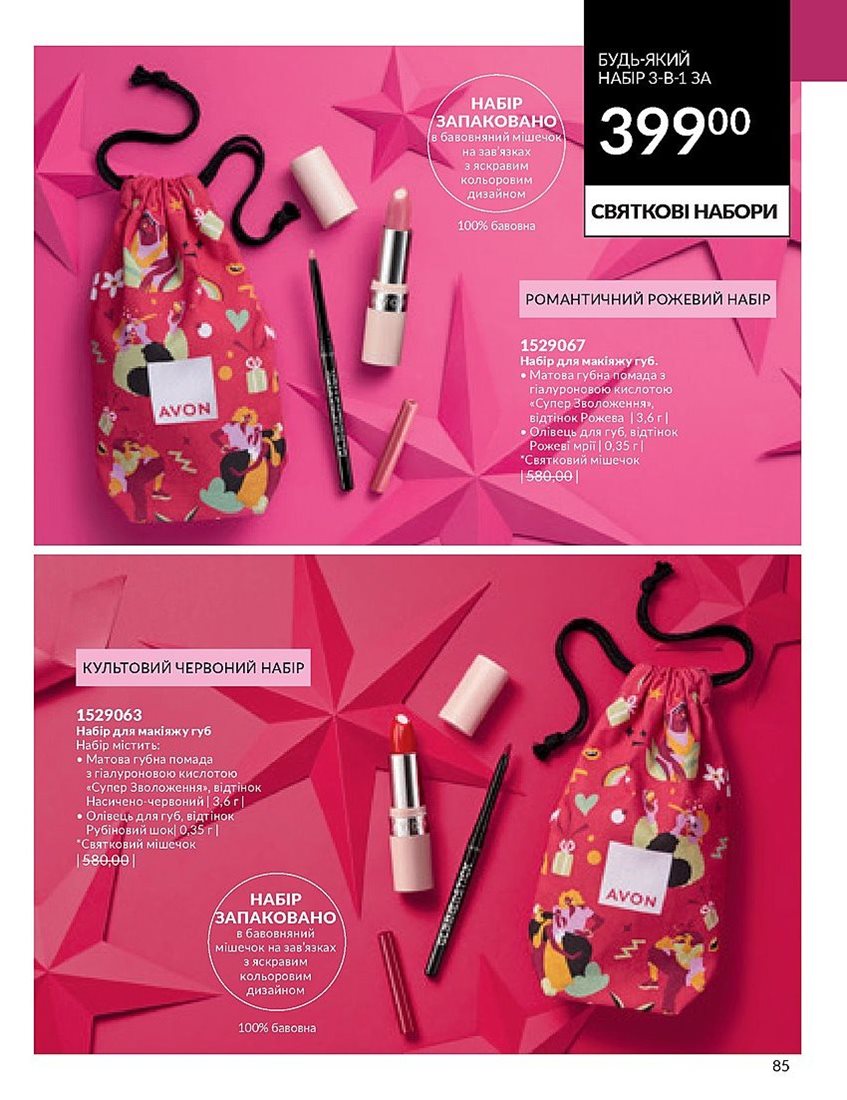 БУДЬ-ЯКИЙ
НАБІР 3-В-1 ЗА
399⁰⁰
СВЯТКОВІ НАБОРИ
НАБІР
ЗАПАКОВАНО
в бавовняний мішечок
на зав'язках
з яскравим
кольоровим
дизайном
100% бавовна
РОМАНТИЧНИЙ РОЖЕВИЙ НАБІР
1529067
Набір для макіяжу губ.
• Матова губна помада з
гіалуроновою кислотою
«Супер Зволоження»,
відтінок Рожева | 3,6 г |
• Олівець для губ, відтінок
Рожеві мрії | 0,35 г |
*Святковий мішечок
| 580,00 |
AVON
КУЛЬТОВИЙ ЧЕРВОНИЙ НАБІР
1529063
Набір для макіяжу губ
Набір містить:
• Матова губна помада
з гіалуроновою кислотою
«Супер Зволоження», відтінок
Насичено-червоний | 3,6 г |
• Олівець для губ, відтінок
Рубіновий шок| 0,35 г |
*Святковий мішечок
| 580,00 |
НАБІР
ЗАПАКОВАНО
в бавовняний
мішечок на зав'язках
з яскравим
кольоровим
дизайном
100% бавовна
AVON
85